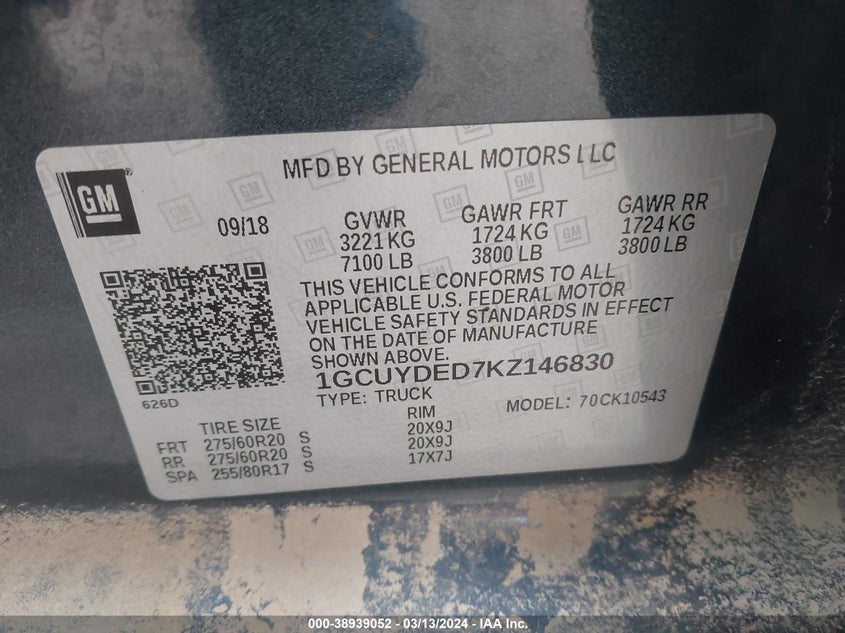 MFD BY GENERAL MOTORS LLC
GM
09/18
GVWR GAWR FRT GAWR RR
3221 KG 1724 KG 1724 KG
7100 LB 3800 LB 3800 LB
THIS VEHICLE CONFORMS TO ALL
APPLICABLE U.S. FEDERAL MOTOR
VEHICLE SAFETY STANDARDS IN EFFECT
ON THE DATE OF MANUFACTURE
SHOWN ABOVE.
1GCUYDED7KZ146830
626D
TYPE: TRUCK MODEL: 70CK10543
TIRE SIZE RIM
FRT 275/60R20 S 20X9J
RR 275/60R20 S 20X9J
SPA 255/80R17 S 17X7J
000-38939052 - 03/13/2024 - IAA Inc.